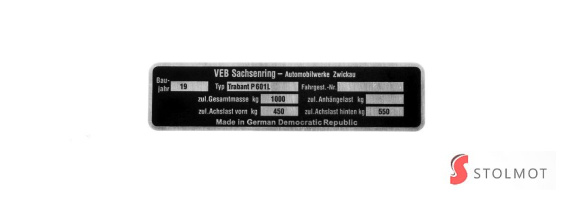 VEB Sachsenring – Automobilwerke Zwickau
Bau-
jahr 19 Typ Trabant P601L Fahrgest.-Nr.
zul.Gesamtmasse kg 1000 zul.Anhängelast kg
zul.Achslast vorn kg 450 zul.Achslast hinten kg 550
Made in German Democratic Republic
STOLMOT